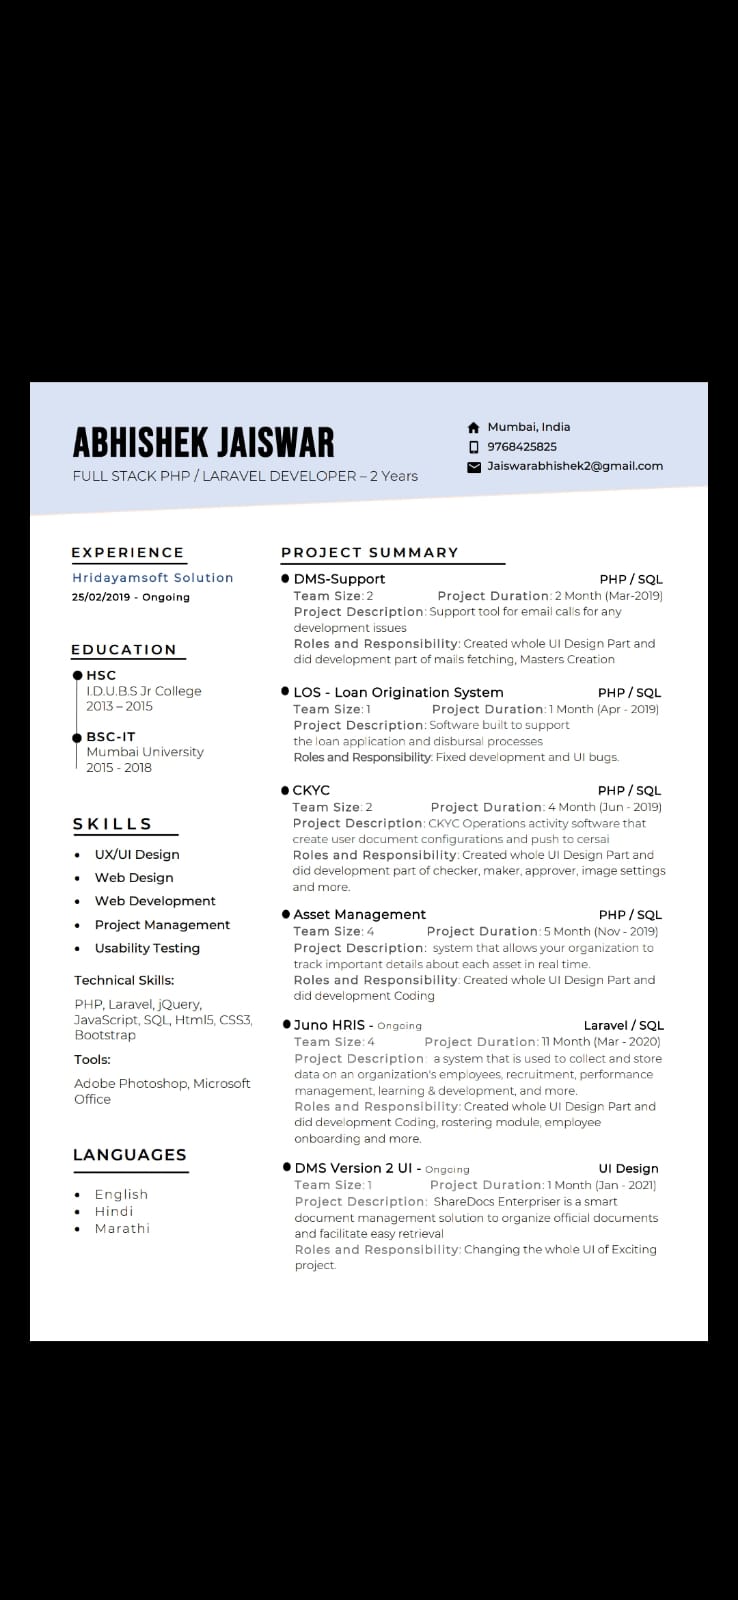 ABHISHEK JAISWAR
FULL STACK PHP / LARAVEL DEVELOPER – 2 Years
Mumbai, India
9768425825
Jaiswarabhishek2@gmail.com
EXPERIENCE
Hridayamsoft Solution
25/02/2019 - Ongoing
EDUCATION
HSC
I.D.U.B.S Jr College
2013 – 2015
BSC-IT
Mumbai University
2015 - 2018
SKILLS
• UX/UI Design
• Web Design
• Web Development
• Project Management
• Usability Testing
Technical Skills:
PHP, Laravel, jQuery,
JavaScript, SQL, Html5, CSS3,
Bootstrap
Tools:
Adobe Photoshop, Microsoft
Office
LANGUAGES
• English
• Hindi
• Marathi
PROJECT SUMMARY
DMS-Support PHP / SQL
Team Size: 2 Project Duration: 2 Month (Mar-2019)
Project Description: Support tool for email calls for any
development issues
Roles and Responsibility: Created whole UI Design Part and
did development part of mails fetching, Masters Creation
LOS - Loan Origination System PHP / SQL
Team Size: 1 Project Duration: 1 Month (Apr - 2019)
Project Description: Software built to support
the loan application and disbursal processes
Roles and Responsibility: Fixed development and UI bugs.
CKYC PHP / SQL
Team Size: 2 Project Duration: 4 Month (Jun - 2019)
Project Description: CKYC Operations activity software that
create user document configurations and push to cersai
Roles and Responsibility: Created whole UI Design Part and
did development part of checker, maker, approver, image settings
and more.
Asset Management PHP / SQL
Team Size: 4 Project Duration: 5 Month (Nov - 2019)
Project Description: system that allows your organization to
track important details about each asset in real time.
Roles and Responsibility: Created whole UI Design Part and
did development Coding
Juno HRIS - Ongoing Laravel / SQL
Team Size: 4 Project Duration: 11 Month (Mar - 2020)
Project Description: a system that is used to collect and store
data on an organization's employees, recruitment, performance
management, learning & development, and more.
Roles and Responsibility: Created whole UI Design Part and
did development Coding, rostering module, employee
onboarding and more.
DMS Version 2 UI - Ongoing UI Design
Team Size: 1 Project Duration: 1 Month (Jan - 2021)
Project Description: ShareDocs Enterpriser is a smart
document management solution to organize official documents
and facilitate easy retrieval
Roles and Responsibility: Changing the whole UI of Exciting
project.